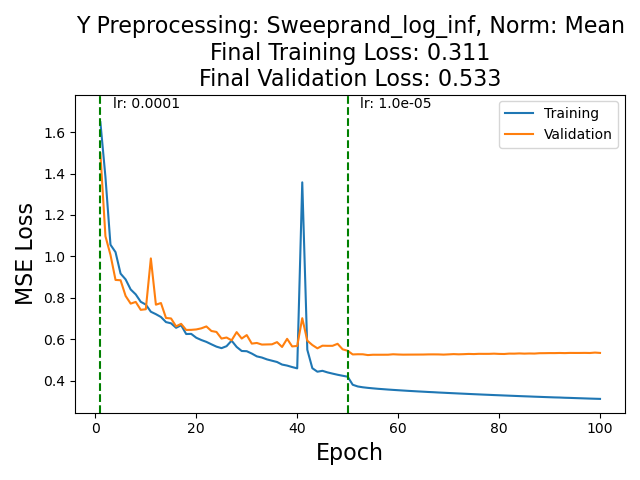 Y Preprocessing: Sweeprand_log_inf, Norm: Mean
Final Training Loss: 0.311
Final Validation Loss: 0.533
lr: 0.0001
lr: 1.0e-05
Training
Validation
MSE Loss
1.6
1.4
1.2
1.0
0.8
0.6
0.4
0
20
40
60
80
100
Epoch